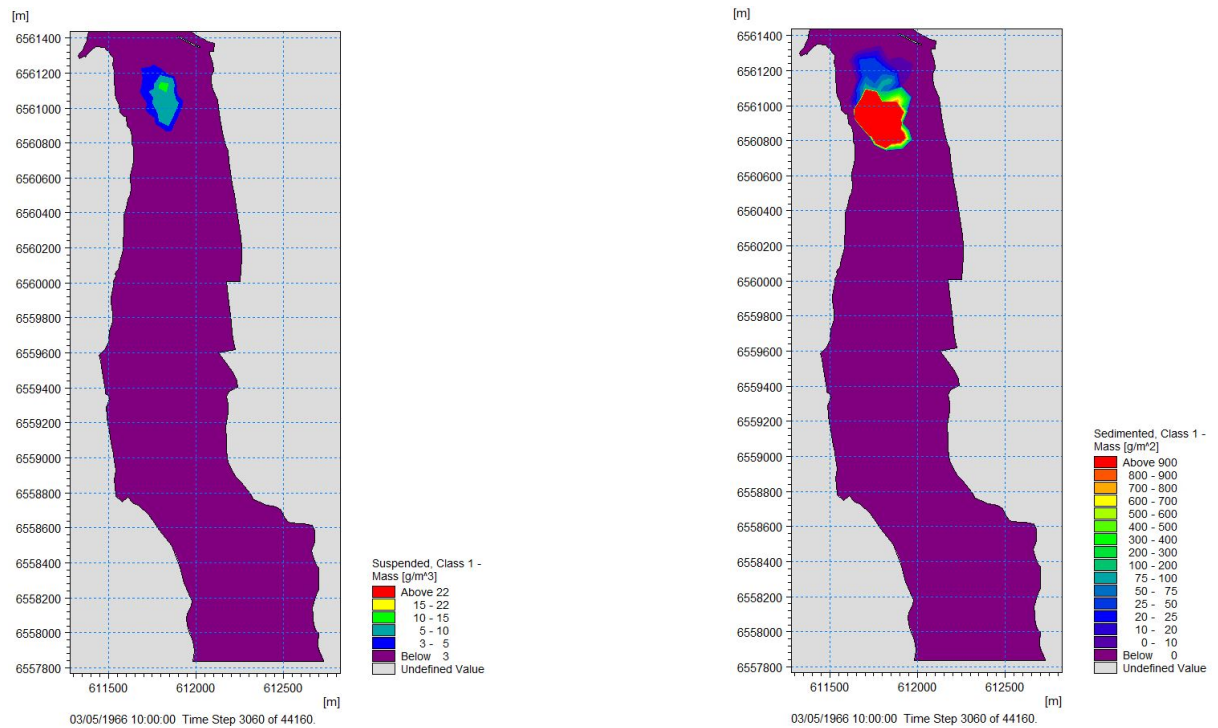 [m]
6561400
6561200
6561000
6560800
6560600
6560400
6560200
6560000
6559800
6559600
6559400
6559200
6559000
6558800
6558600
6558400
6558200
6558000
6557800
611500 612000 612500
[m]
03/05/1966 10:00:00 Time Step 3060 of 44160.
Suspended, Class 1 -
Mass [g/m^3]
Above 22
15 - 22
10 - 15
5 - 10
3 - 5
Below 3
Undefined Value
[m]
6561400
6561200
6561000
6560800
6560600
6560400
6560200
6560000
6559800
6559600
6559400
6559200
6559000
6558800
6558600
6558400
6558200
6558000
6557800
611500 612000 612500
[m]
03/05/1966 10:00:00 Time Step 3060 of 44160.
Sedimented, Class 1 -
Mass [g/m^2]
Above 900
800 - 900
700 - 800
600 - 700
500 - 600
400 - 500
300 - 400
200 - 300
100 - 200
75 - 100
50 - 75
25 - 50
20 - 25
10 - 20
0 - 10
Below 0
Undefined Value